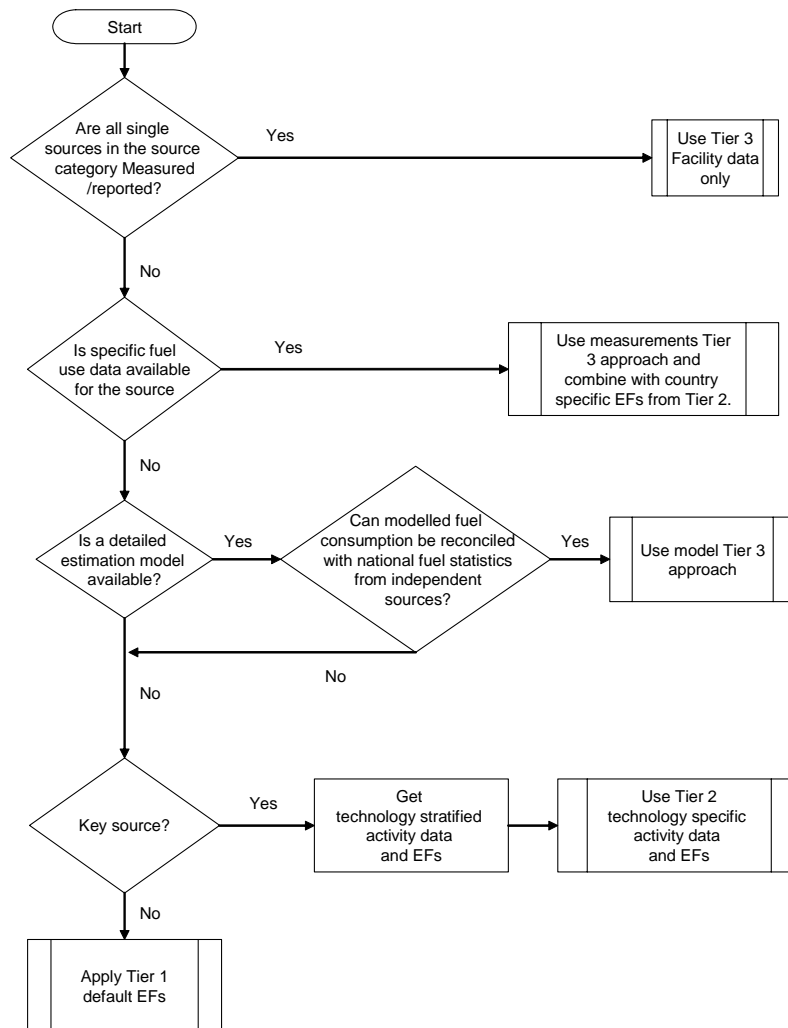 Start
Are all single
sources in the source
category Measured
/reported?
Yes
Use Tier 3
Facility data
only
No
Is specific fuel
use data available
for the source
Yes
Use measurements Tier
3 approach and
combine with country
specific EFs from Tier 2.
No
Is a detailed
estimation model
available?
Yes
Can modelled fuel
consumption be reconciled
with national fuel statistics
from independent
sources?
Yes
Use model Tier 3
approach
No
No
Key source?
Yes
Get
technology stratified
activity data
and EFs
Use Tier 2
technology specific
activity data
and EFs
No
Apply Tier 1
default EFs